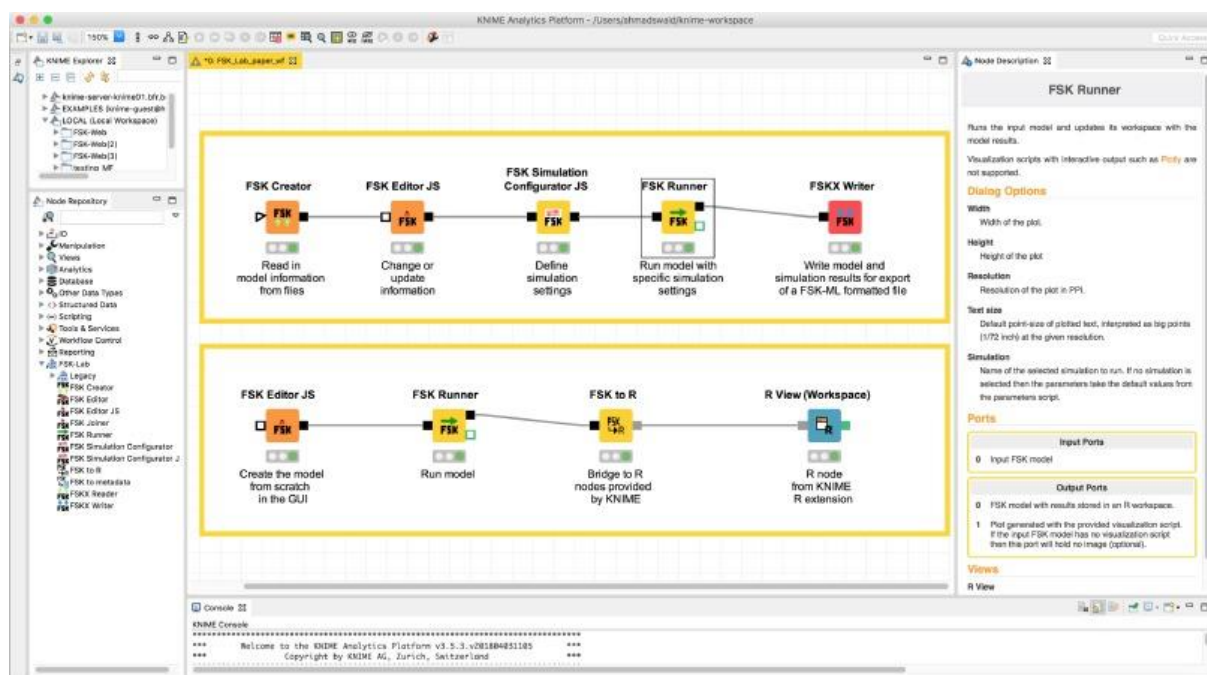 KNIME Analytics Platform - /Users/ahmadswaid/knime-workspace
150%
Quick Access
KNIME Explorer
knime-server-knime01.bfr.b
EXAMPLES (knime-guest@h
LOCAL (Local Workspace)
FSK-Web
FSK-Web(2)
FSK-Web(3)
testing_MF
Node Repository
IO
Manipulation
Views
Analytics
Database
Other Data Types
Structured Data
Scripting
Tools & Services
Workflow Control
Reporting
FSK-Lab
Legacy
FSK Creator
FSK Editor
FSK Editor JS
FSK Joiner
FSK Runner
FSK Simulation Configurator
FSK Simulation Configurator J
FSK to R
FSK to metadata
FSKX Reader
FSKX Writer
*0: FSK_Lab_paper_wf
FSK Creator
FSK
Read in
model information
from files
FSK Editor JS
FSK
Change or
update
information
FSK Simulation
Configurator JS
FSK
Define
simulation
settings
FSK Runner
FSK
Run model with
specific simulation
settings
FSKX Writer
FSK
Write model and
simulation results for export
of a FSK-ML formatted file
FSK Editor JS
FSK
Create the model
from scratch
in the GUI
FSK Runner
FSK
Run model
FSK to R
FSK
R
Bridge to R
nodes provided
by KNIME
R View (Workspace)
R
R node
from KNIME
R extension
Console
KNIME Console
********************************************************************************
*** Welcome to the KNIME Analytics Platform v3.5.3.v201804031105 ***
*** Copyright by KNIME AG, Zurich, Switzerland ***
Node Description
FSK Runner
Runs the input model and updates its workspace with the
model results.
Visualization scripts with interactive output such as Plotly are
not supported.
Dialog Options
Width
Width of the plot.
Height
Height of the plot
Resolution
Resolution of the plot in PPI.
Text size
Default point-size of plotted text, interpreted as big points
(1/72 inch) at the given resolution.
Simulation
Name of the selected simulation to run. If no simulation is
selected then the parameters take the default values from
the parameters script.
Ports
Input Ports
0 Input FSK model
Output Ports
0 FSK model with results stored in an R workspace.
1 Plot generated with the provided visualization script.
If the input FSK model has no visualization script
then this port will hold no image (optional).
Views
R View